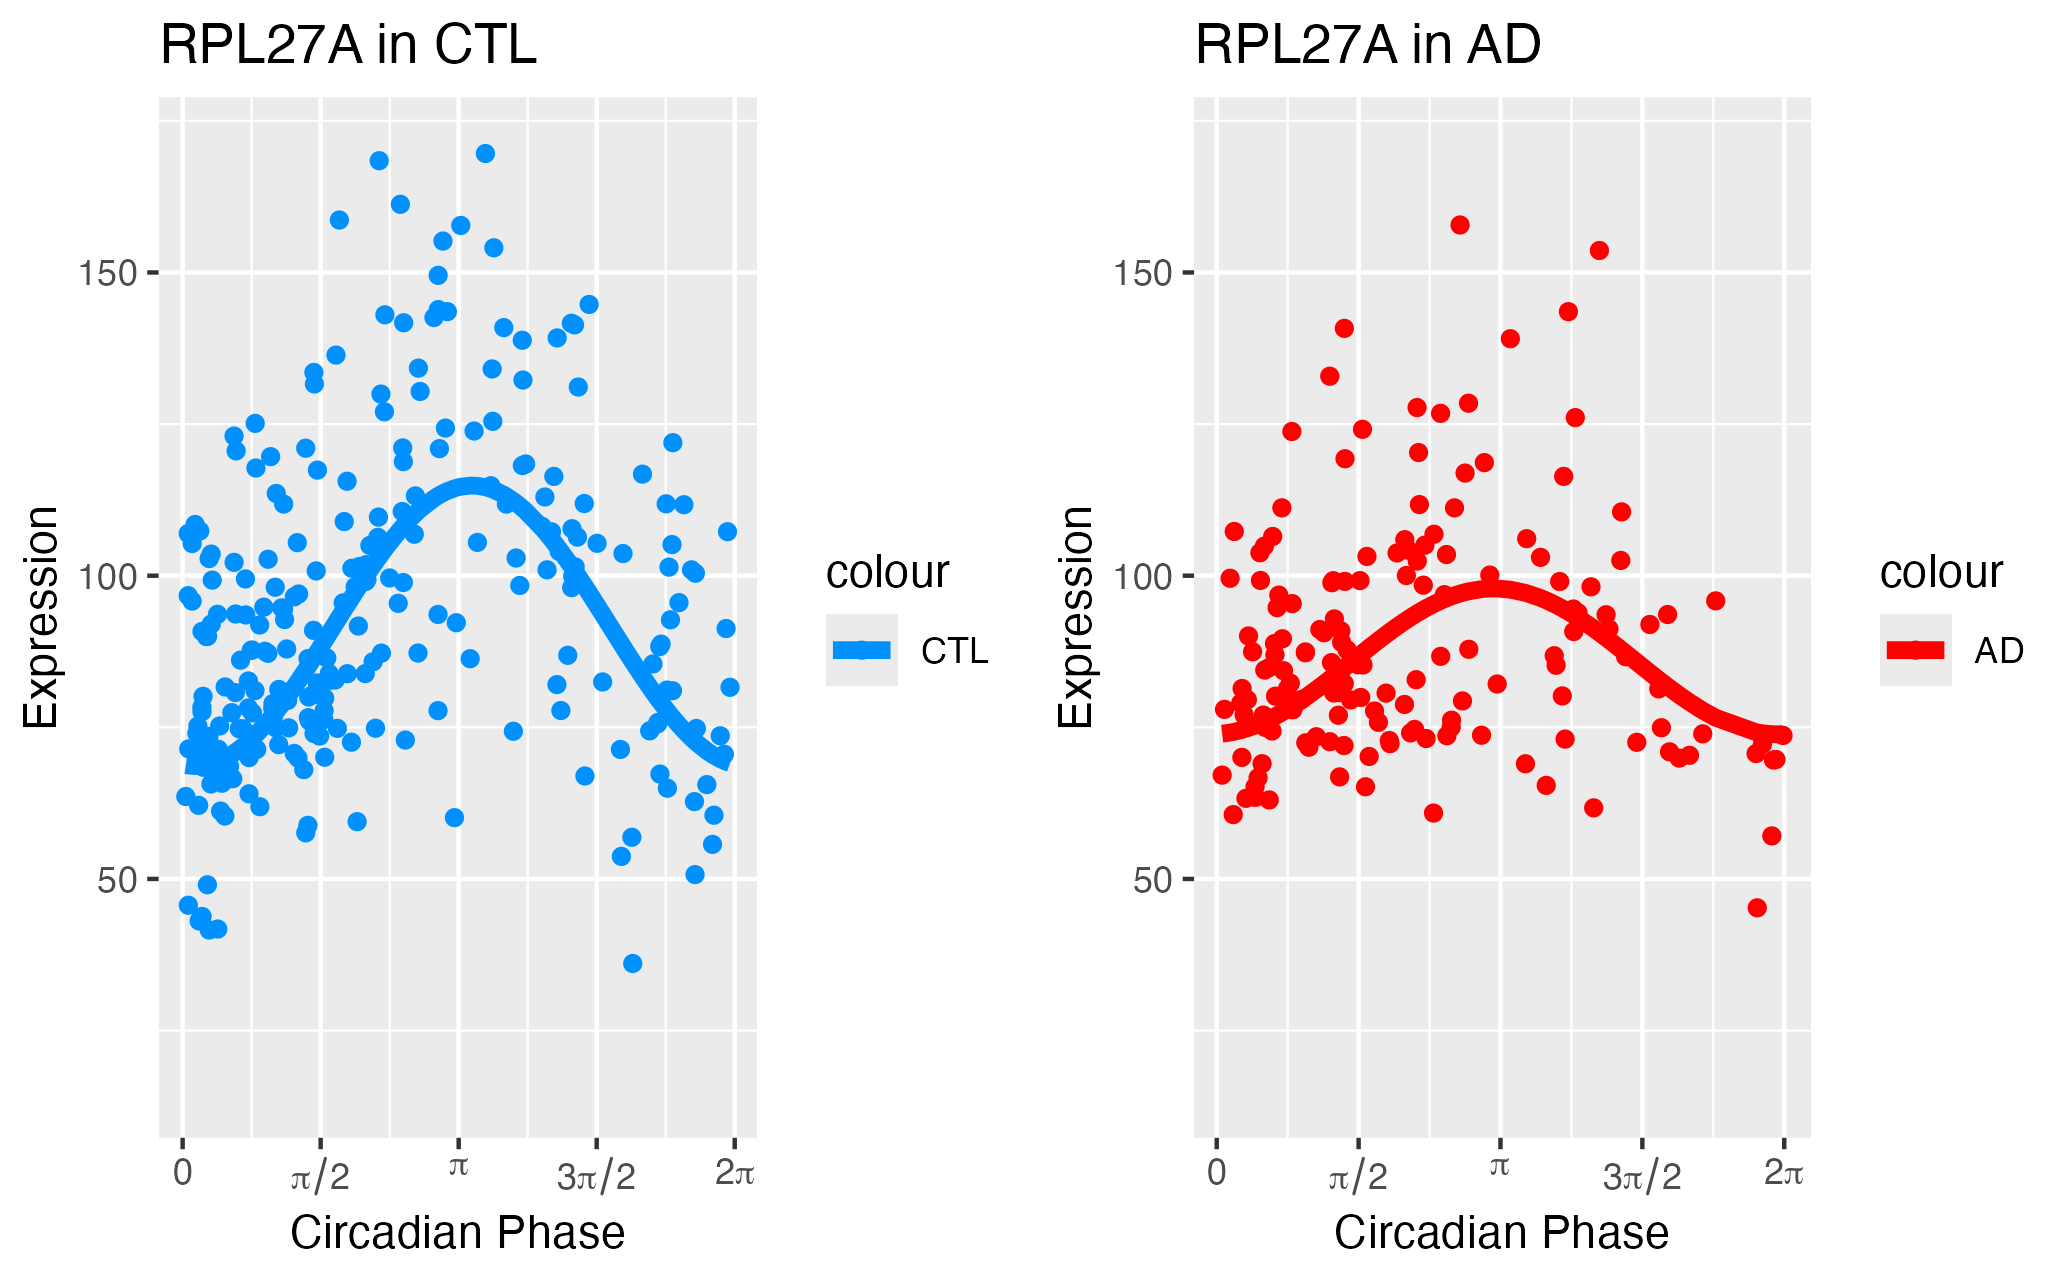 RPL27A in CTL
150
100
50
Expression
0 π/2 π 3π/2 2π
Circadian Phase
colour
CTL
RPL27A in AD
150
100
50
Expression
0 π/2 π 3π/2 2π
Circadian Phase
colour
AD